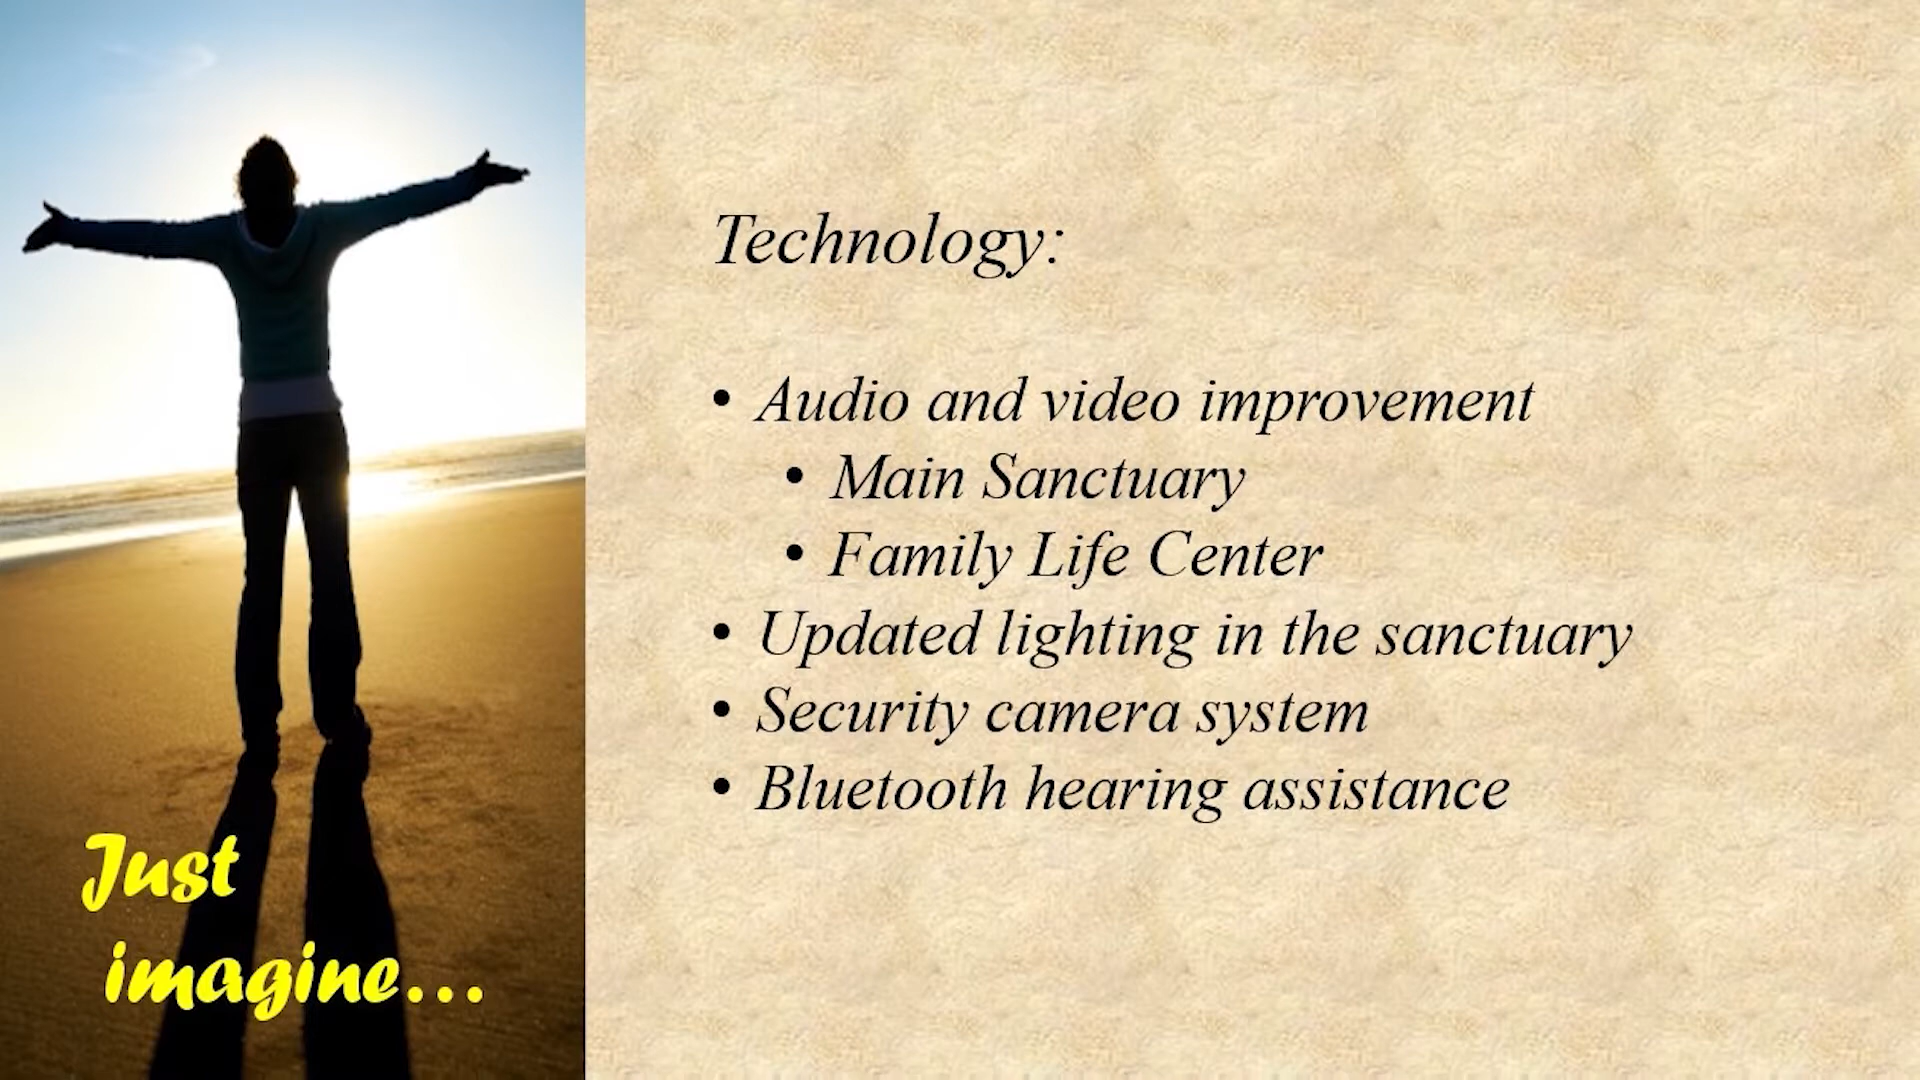 Technology:
• Audio and video improvement
• Main Sanctuary
• Family Life Center
• Updated lighting in the sanctuary
• Security camera system
• Bluetooth hearing assistance
Just
imagine...